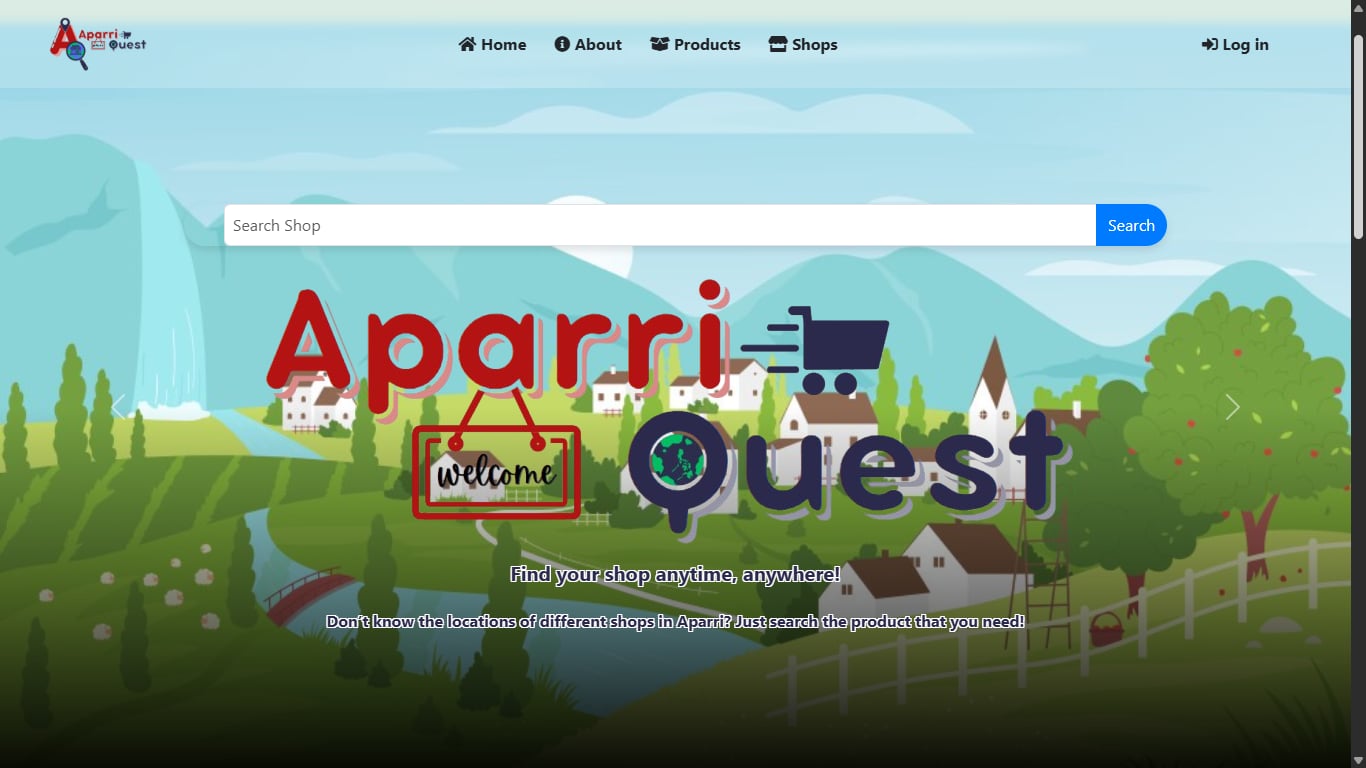 Aparri
Quest
Home
About
Products
Shops
Log in
Search Shop
Search
Aparri
welcome
Quest
Find your shop anytime, anywhere!
Don't know the locations of different shops in Aparri? Just search the product that you need!